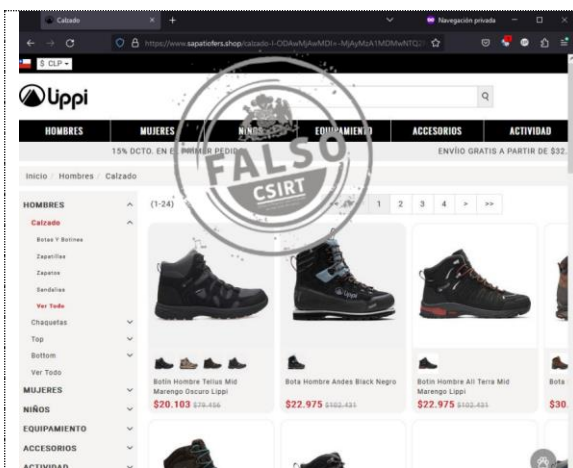 Calzado
Navegación privada
https://www.sapatiofers.shop/calzado-
$ CLP
Lippi
HOMBRES MUJERES NIÑOS EQUIPAMIENTO ACCESORIOS ACTIVIDAD
15% DCTO. EN EL PRIMER PEDIDO ENVÍIO GRATIS A PARTIR DE $32.
FALSO
CSIRT
Inicio / Hombres / Calzado
HOMBRES
Calzado
Botas Y Botines
Zapatillas
Zapatos
Sandalias
Ver Todo
Chaquetas
Top
Bottom
Ver Todo
MUJERES
NIÑOS
EQUIPAMIENTO
ACCESORIOS
ACTIVIDAD
(1-24) 1 2 3 4 > >>
Botín Hombre Tellus Mid
Marengo Oscuro Lippi
$20.103 $78.456
Bota Hombre Andes Black Negro
$22.975 $102.431
Botín Hombre All Terra Mid
Marengo Lippi
$22.975 $102.431
Bota
$30.